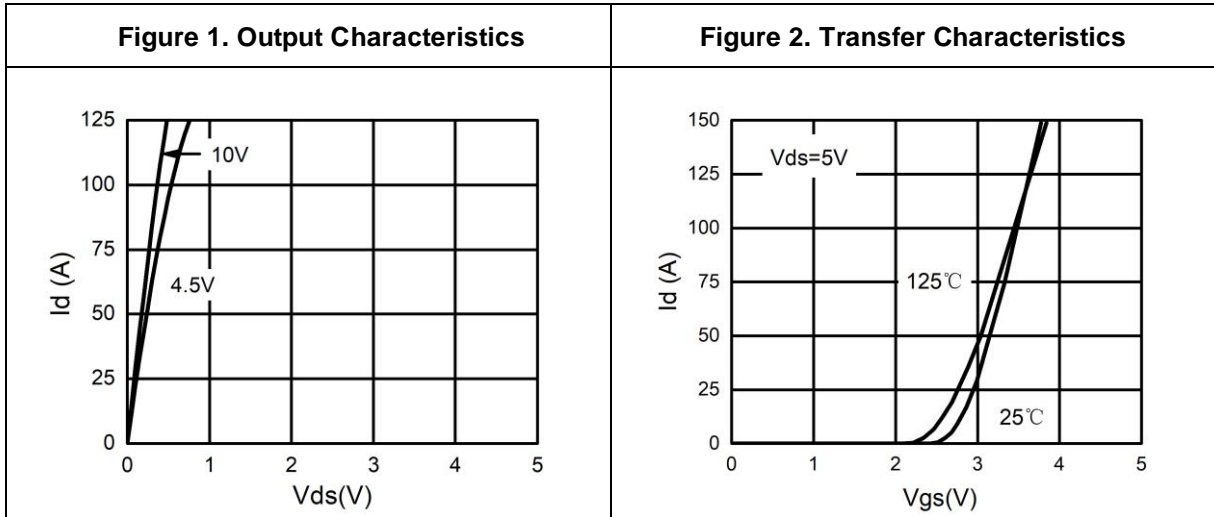 Figure 1. Output Characteristics
125
100
75
50
25
0
0 1 2 3 4 5
Id (A)
Vds(V)
10V
4.5V
Figure 2. Transfer Characteristics
150
125
100
75
50
25
0
0 1 2 3 4 5
Id (A)
Vgs(V)
Vds=5V
125℃
25℃